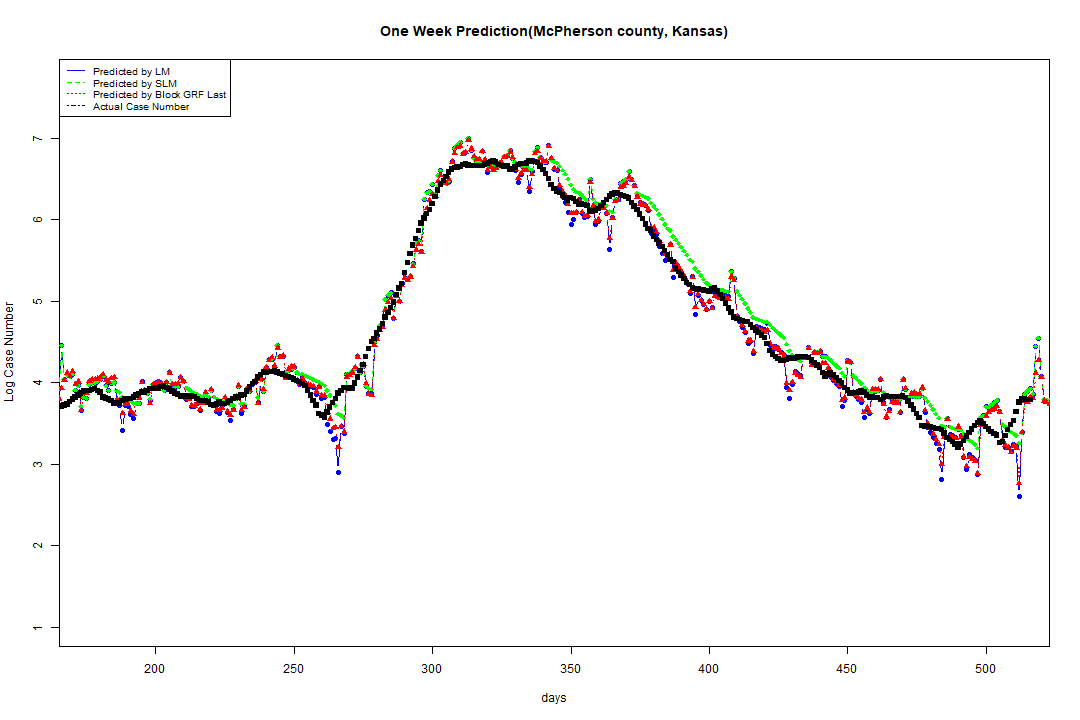 One Week Prediction(McPherson county, Kansas)
Predicted by LM
Predicted by SLM
Predicted by Block GRF Last
Actual Case Number
7
6
5
4
3
2
1
Log Case Number
200 250 300 350 400 450 500
days